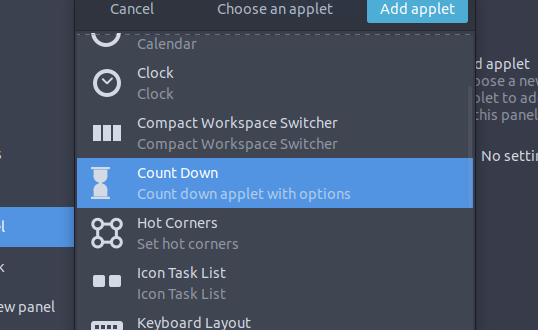 Cancel
Choose an applet
Add applet
Calendar
Clock
Clock
Compact Workspace Switcher
Compact Workspace Switcher
Count Down
Count down applet with options
Hot Corners
Set hot corners
Icon Task List
Icon Task List
Keyboard Layout
ew panel
d applet
oose a new
plet to ad
this panel
No settin